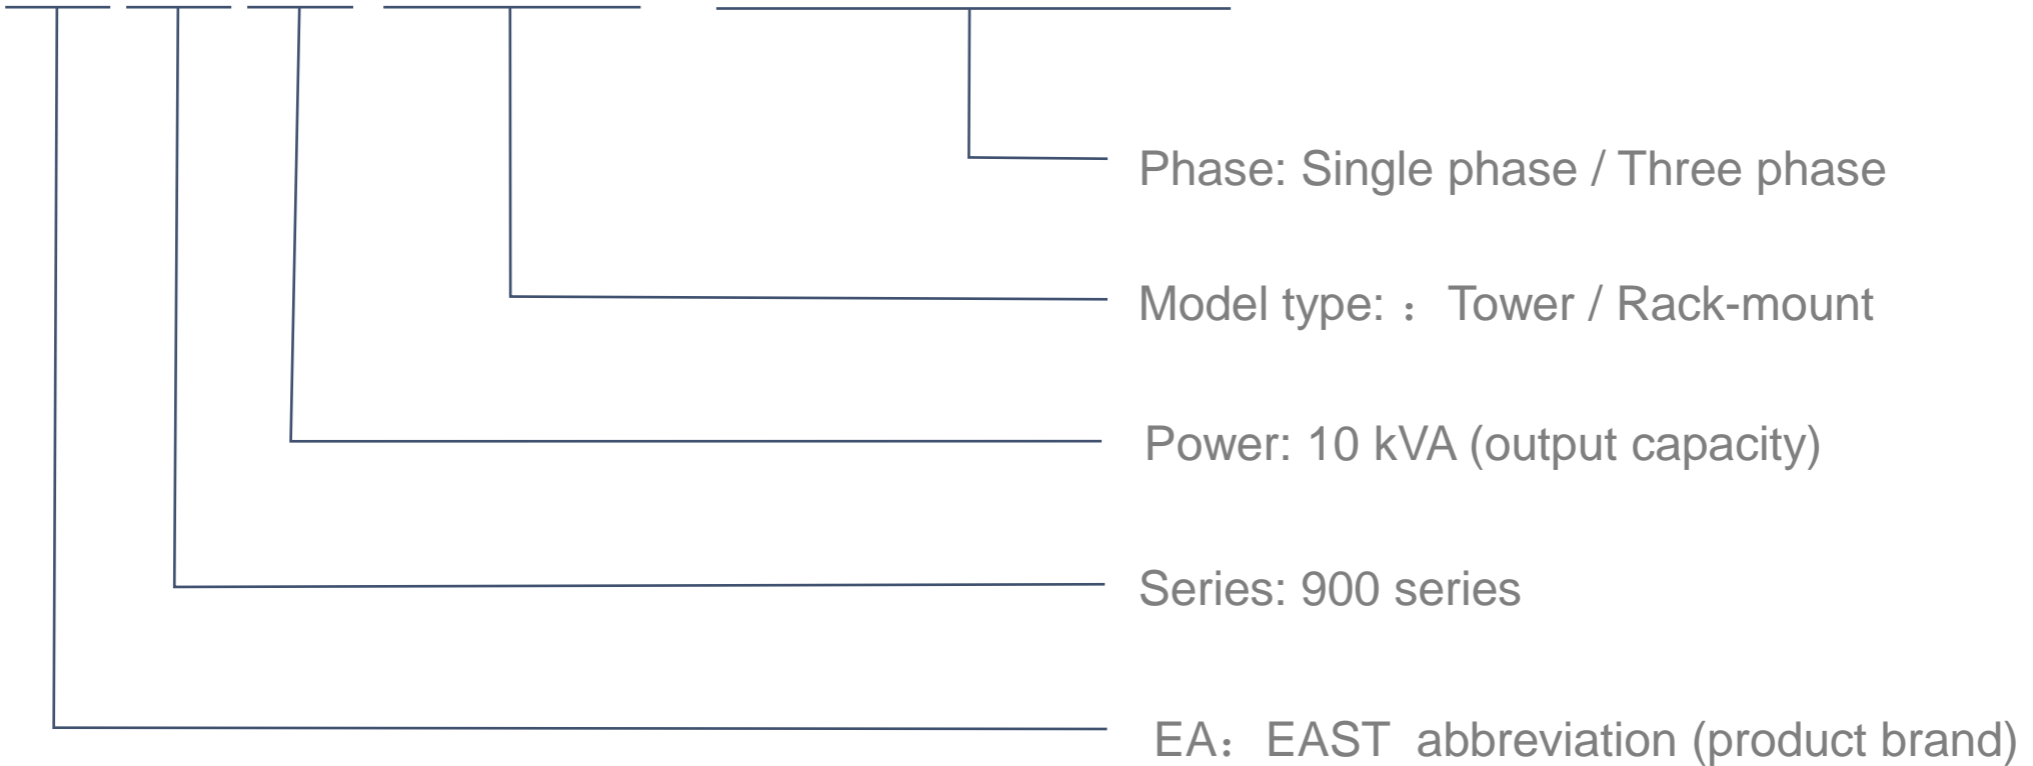 Phase: Single phase / Three phase
Model type: ： Tower / Rack-mount
Power: 10 kVA (output capacity)
Series: 900 series
EA： EAST abbreviation (product brand)